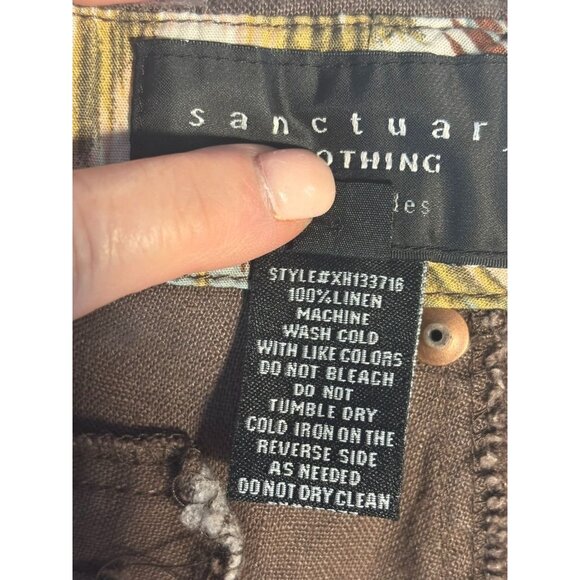 sanctuar
OTHING
les
STYLE#XH133716
100%LINEN
MACHINE
WASH COLD
WITH LIKE COLORS
DO NOT BLEACH
DO NOT
TUMBLE DRY
COLD IRON ON THE
REVERSE SIDE
AS NEEDED
DO NOT DRY CLEAN